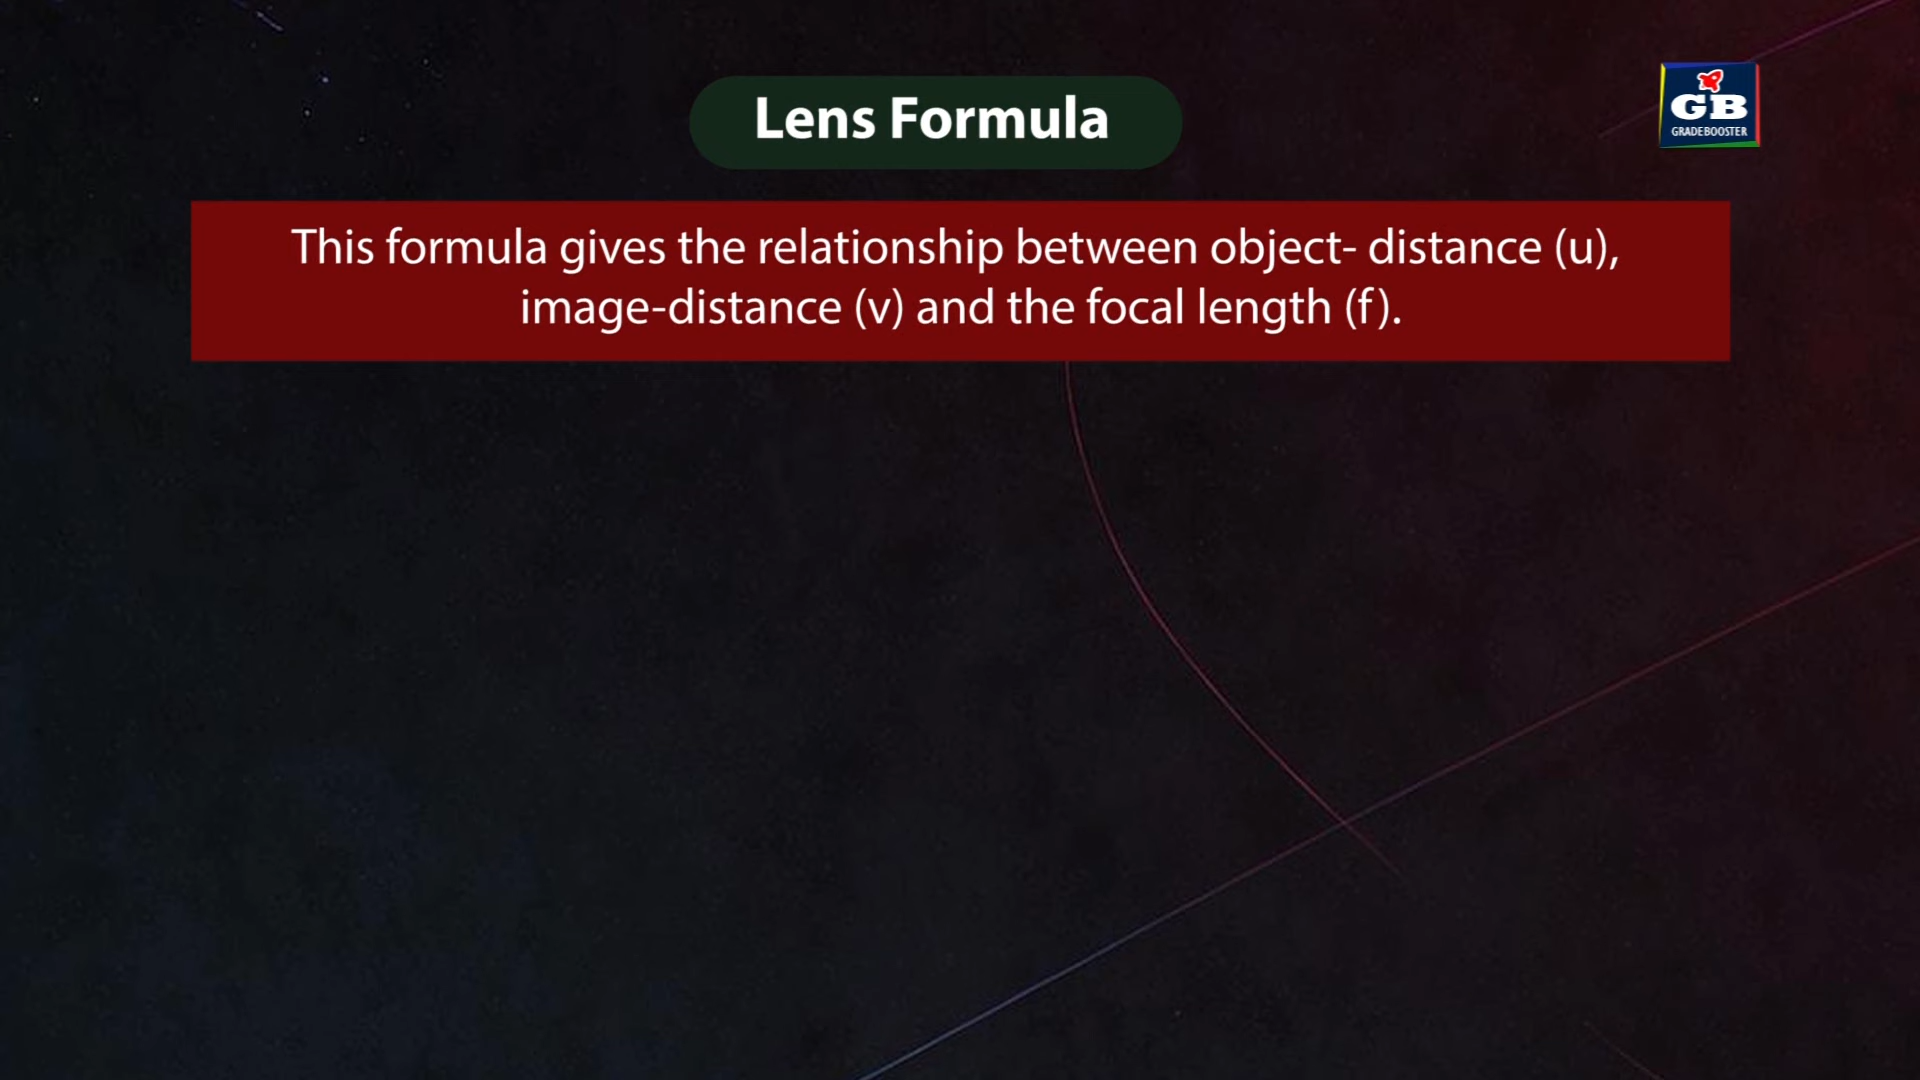 Lens Formula
GB
GRADEBOOSTER
This formula gives the relationship between object- distance (u),
image-distance (v) and the focal length (f).